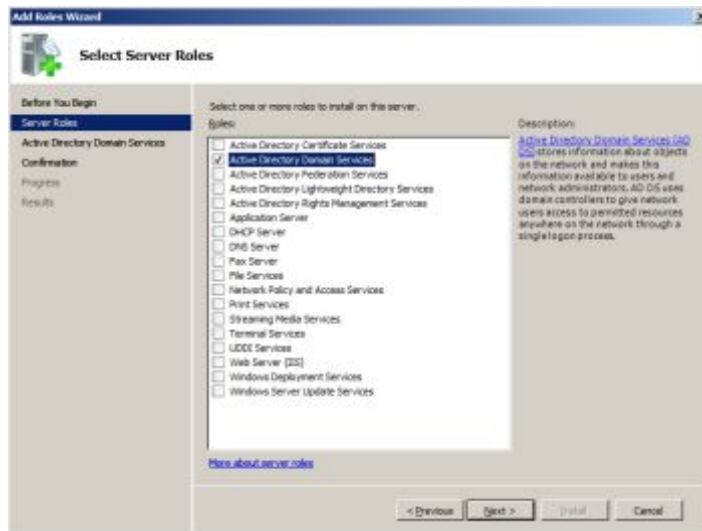 Add Roles Wizard
Select Server Roles
Before You Begin
Server Roles
Active Directory Domain Services
Confirmation
Progress
Results
Select one or more roles to install on this server.
Roles:
Active Directory Certificate Services
Active Directory Domain Services
Active Directory Federation Services
Active Directory Lightweight Directory Services
Active Directory Rights Management Services
Application Server
DHCP Server
DNS Server
Fax Server
File Services
Network Policy and Access Services
Print Services
Streaming Media Services
Terminal Services
UDDI Services
Web Server (IIS)
Windows Deployment Services
Windows Server Update Services
More about server roles
Description:
Active Directory Domain Services (AD
DS) stores information about objects
on the network and makes this
information available to users and
network administrators. AD DS uses
domain controllers to give network
users access to permitted resources
anywhere on the network through a
single logon process.
< Previous
Next >
Install
Cancel